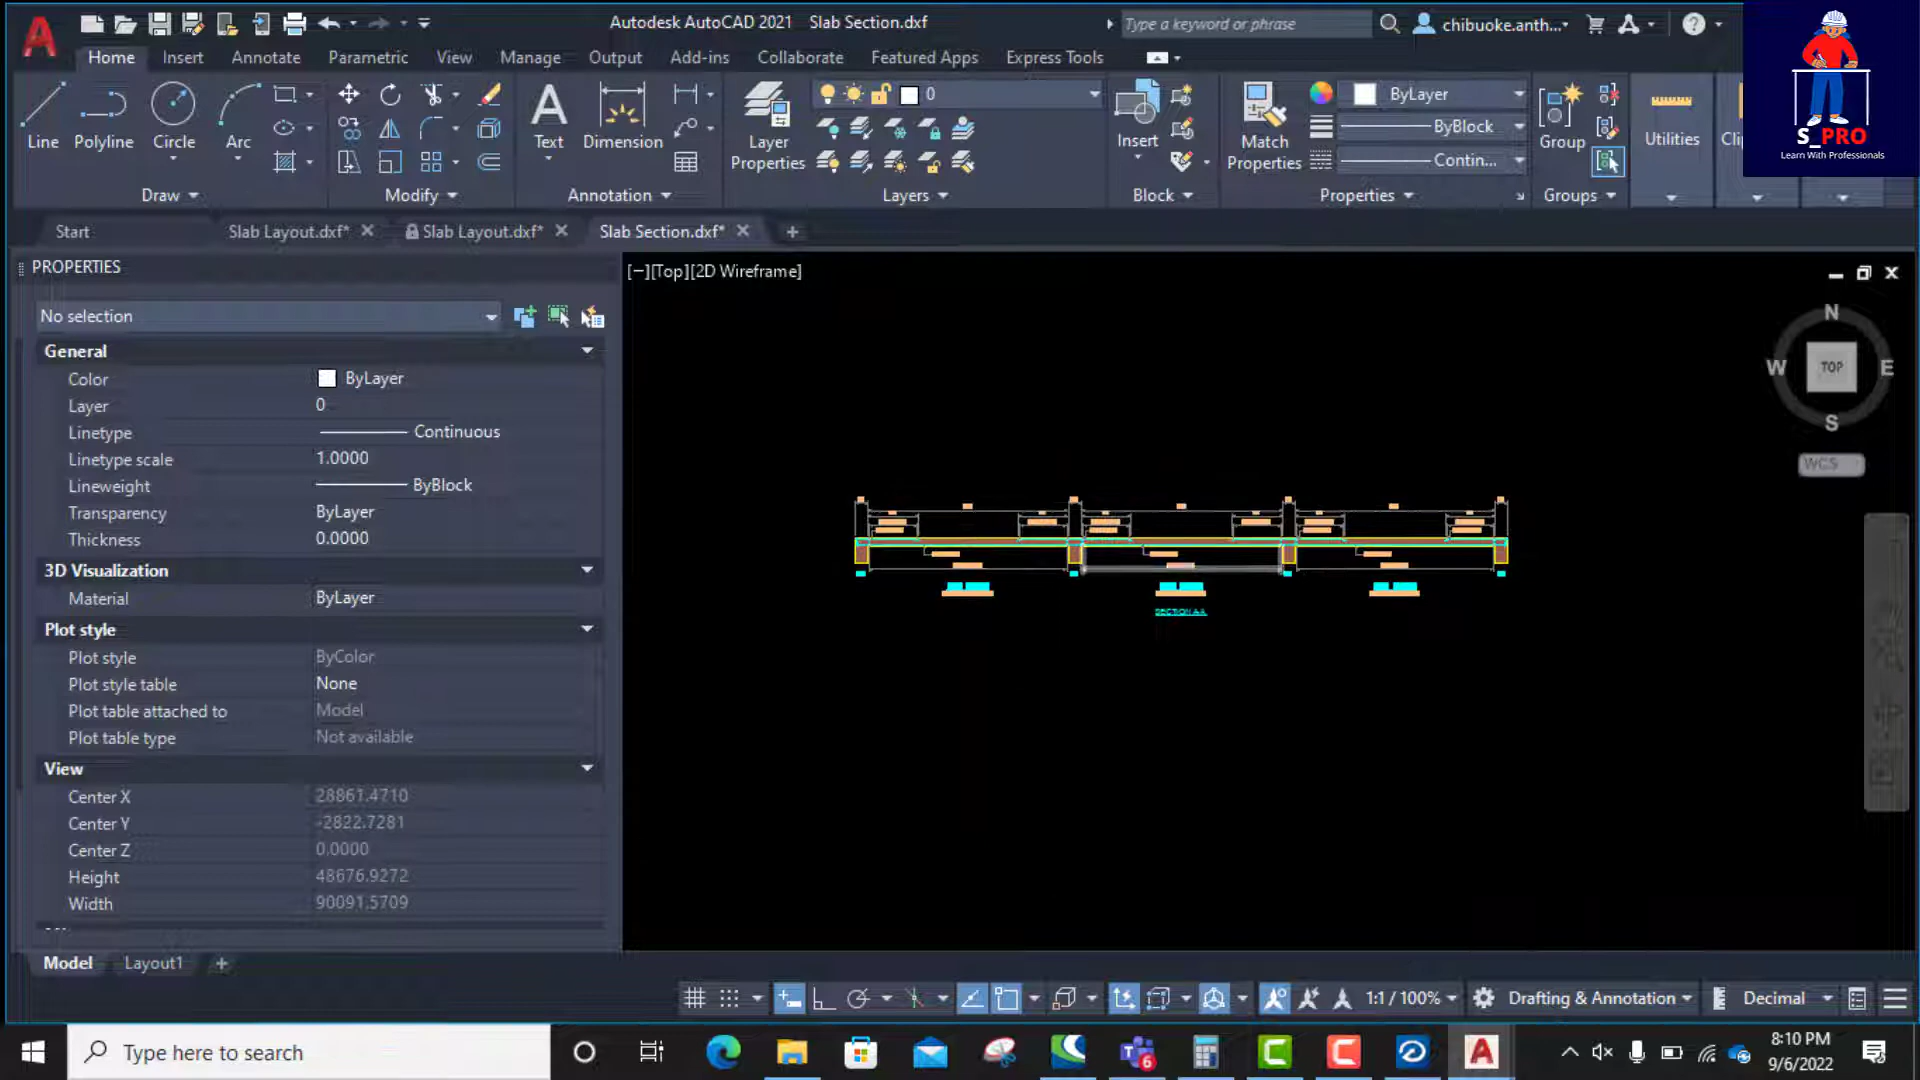 Autodesk AutoCAD 2021 Slab Section.dxf
Type a keyword or phrase
chibuoke.anth...
Home Insert Annotate Parametric View Manage Output Add-ins Collaborate Featured Apps Express Tools
Line Polyline Circle Arc
Text Dimension
Layer Properties
0
Insert
Match Properties
ByLayer
ByBlock
Contin...
Group
Utilities
S_PRO
Learn With Professionals
Draw Modify Annotation Layers Block Properties Groups
Start Slab Layout.dxf* Slab Layout.dxf* Slab Section.dxf*
PROPERTIES
[−][Top][2D Wireframe]
No selection
General
Color ByLayer
Layer 0
Linetype Continuous
Linetype scale 1.0000
Lineweight ByBlock
Transparency ByLayer
Thickness 0.0000
3D Visualization
Material ByLayer
Plot style
Plot style ByColor
Plot style table None
Plot table attached to Model
Plot table type Not available
View
Center X 28861.4710
Center Y -2822.7281
Center Z 0.0000
Height 48676.9272
Width 90091.5709
N
W TOP E
S
WCS
SECTION A-A
Model Layout1 +
1:1 / 100% Drafting & Annotation Decimal
Type here to search
6
8:10 PM
9/6/2022